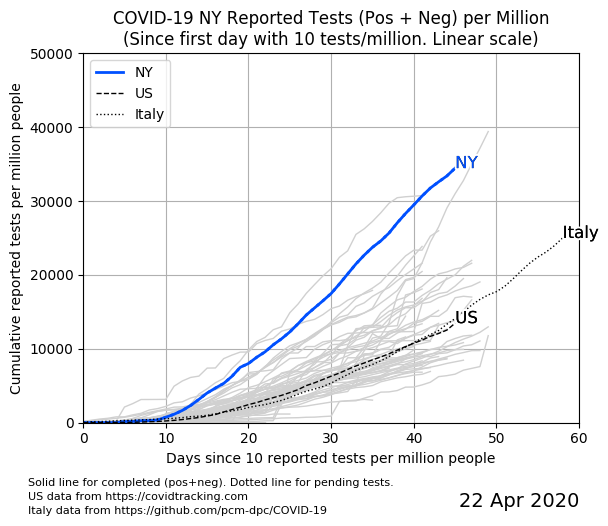 COVID-19 NY Reported Tests (Pos + Neg) per Million
(Since first day with 10 tests/million. Linear scale)
Cumulative reported tests per million people
50000
40000
30000
20000
10000
0
NY
US
Italy
NY
Italy
US
0 10 20 30 40 50 60
Days since 10 reported tests per million people
Solid line for completed (pos+neg). Dotted line for pending tests.
US data from https://covidtracking.com
Italy data from https://github.com/pcm-dpc/COVID-19
22 Apr 2020